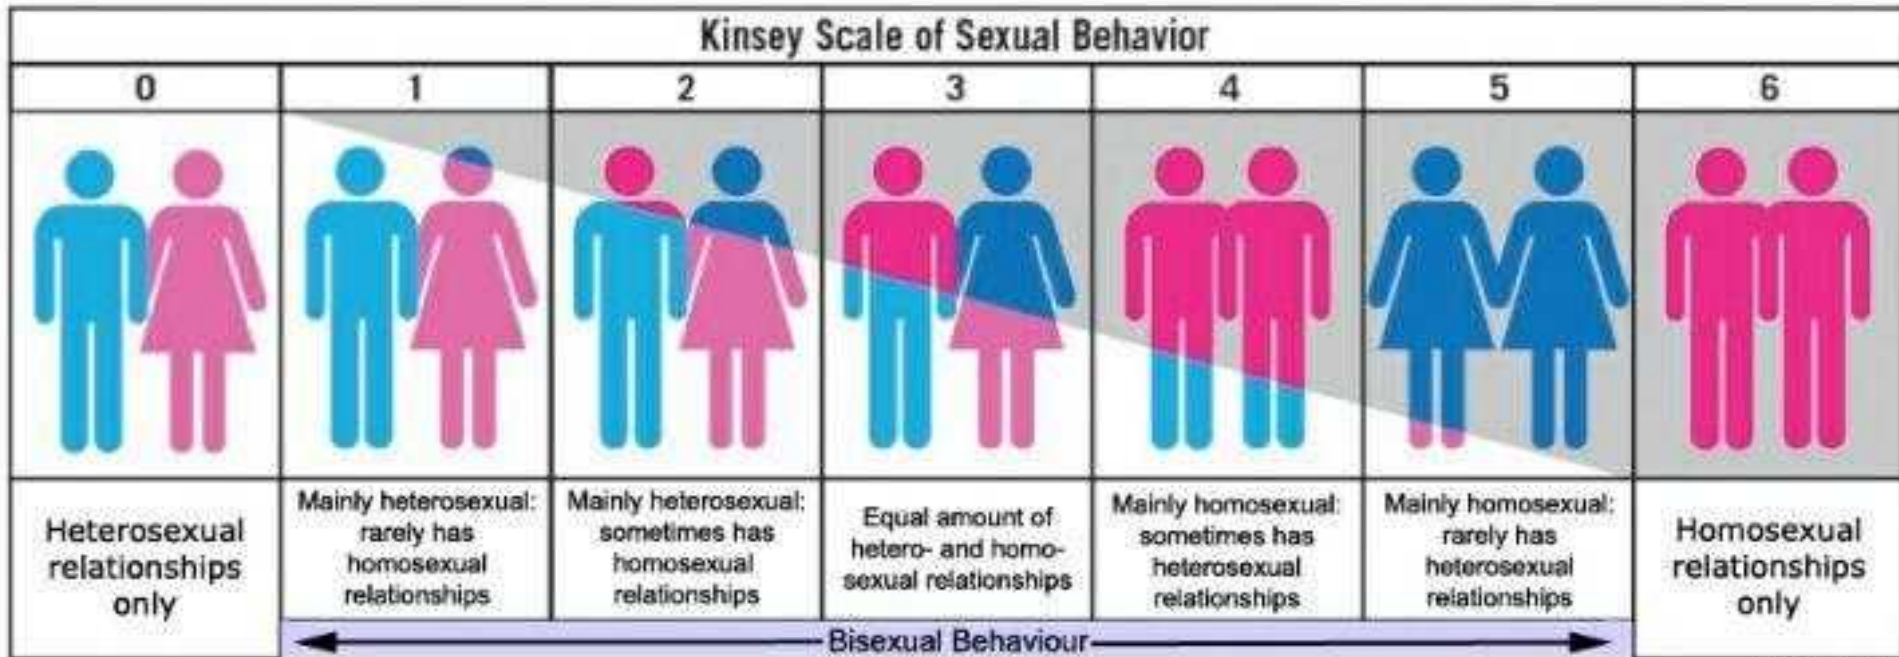 Kinsey Scale of Sexual Behavior
0 1 2 3 4 5 6
Heterosexual
relationships
only
Mainly heterosexual:
rarely has
homosexual
relationships
Mainly heterosexual:
sometimes has
homosexual
relationships
Equal amount of
hetero- and homo-
sexual relationships
Mainly homosexual:
sometimes has
heterosexual
relationships
Mainly homosexual:
rarely has
heterosexual
relationships
Homosexual
relationships
only
Bisexual Behaviour